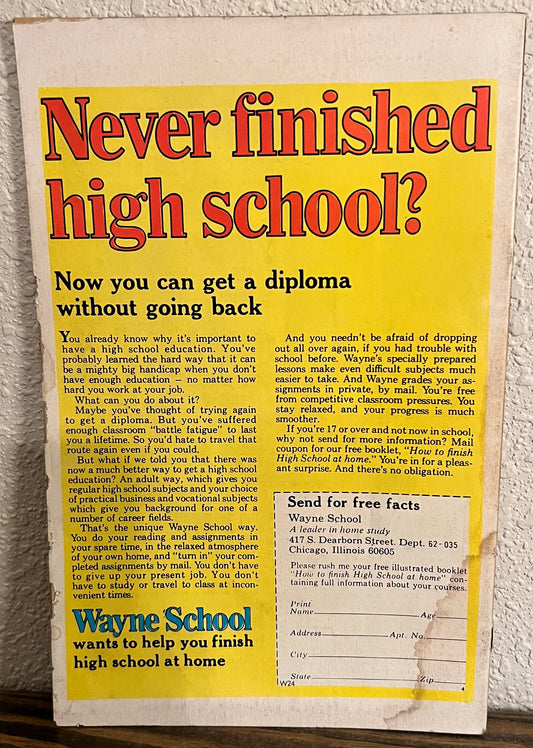 Never finished
high school?
Now you can get a diploma
without going back
You already know why it's important to
have a high school education. You've
probably learned the hard way that it can
be a mighty big handicap when you don't
have enough education — no matter how
hard you work at your job.
What can you do about it?
Maybe you've thought of trying again
to get a diploma. But you've suffered
enough classroom "battle fatigue" to last
you a lifetime. So you'd hate to travel that
route again even if you could.
But what if we told you that there was
now a much better way to get a high school
education? An adult way, which gives you
regular high school subjects and your choice
of practical business and vocational subjects
which give you background for one of a
number of career fields.
That's the unique Wayne School way.
You do your reading and assignments in
your spare time, in the relaxed atmosphere
of your own home, and "turn in" your com-
pleted assignments by mail. You don't have
to give up your present job. You don't
have to study or travel to class at incon-
venient times.
Wayne School
wants to help you finish
high school at home
And you needn't be afraid of dropping
out all over again, if you had trouble with
school before. Wayne's specially prepared
lessons make even difficult subjects much
easier to take. And Wayne grades your as-
signments in private, by mail. You're free
from competitive classroom pressures. You
stay relaxed, and your progress is much
smoother.
If you're 17 or over and not now in school,
why not send for more information? Mail
coupon for our free booklet, "How to finish
High School at home." You're in for a pleas-
ant surprise. And there's no obligation.
Send for free facts
Wayne School
A leader in home study
417 S. Dearborn Street. Dept. 62-035
Chicago, Illinois 60605
Please rush me your free illustrated booklet
"How to finish High School at home" con-
taining full information about your courses.
Print
Name Age
Address Apt. No.
City
State Zip
W24 4